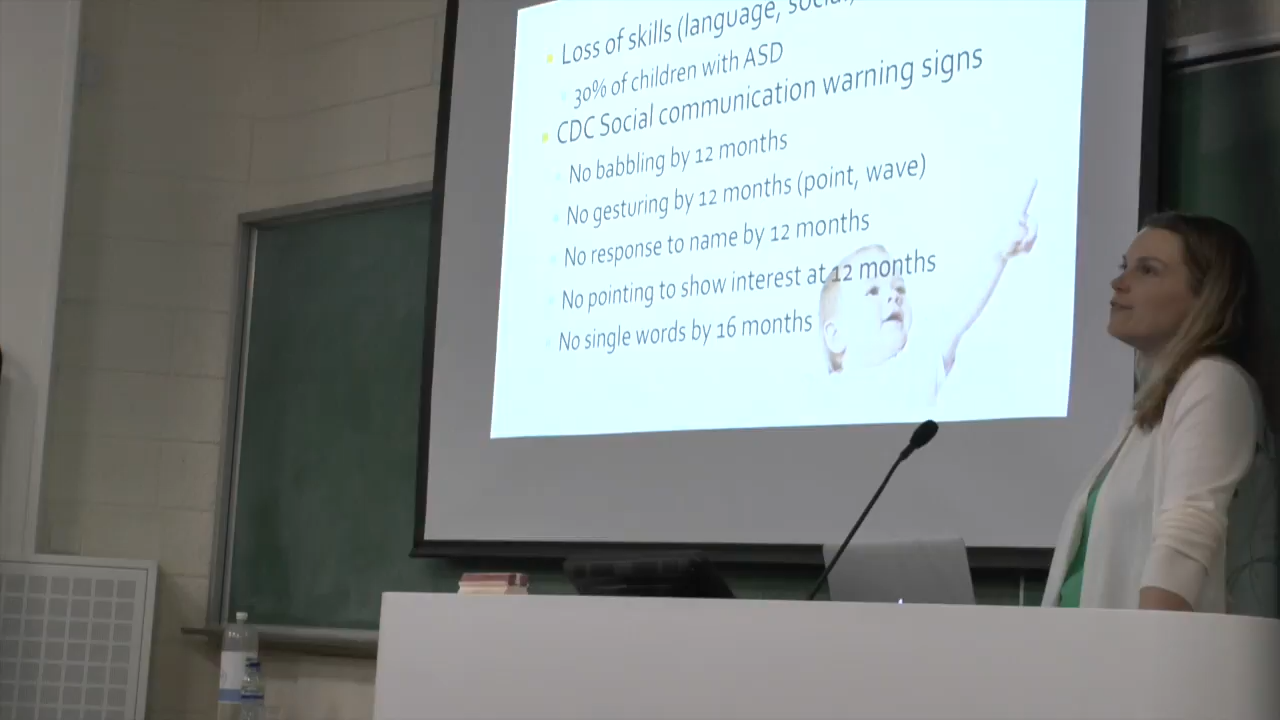 Loss of skills (language, social,
30% of children with ASD
CDC Social communication warning signs
No babbling by 12 months
No gesturing by 12 months (point, wave)
No response to name by 12 months
No pointing to show interest at 12 months
No single words by 16 months